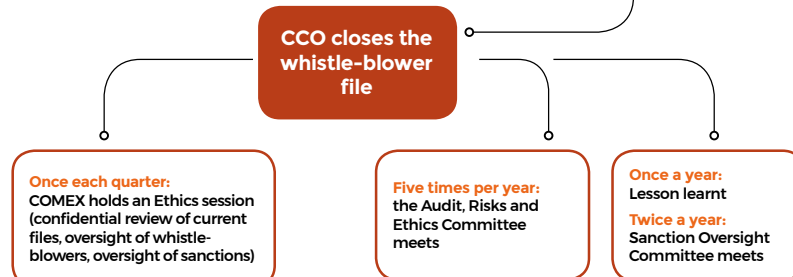 CCO closes the
whistle-blower
file
Once each quarter:
COMEX holds an Ethics session
(confidential review of current
files, oversight of whistle-
blowers, oversight of sanctions)
Five times per year:
the Audit, Risks and
Ethics Committee
meets
Once a year:
Lesson learnt
Twice a year:
Sanction Oversight
Committee meets